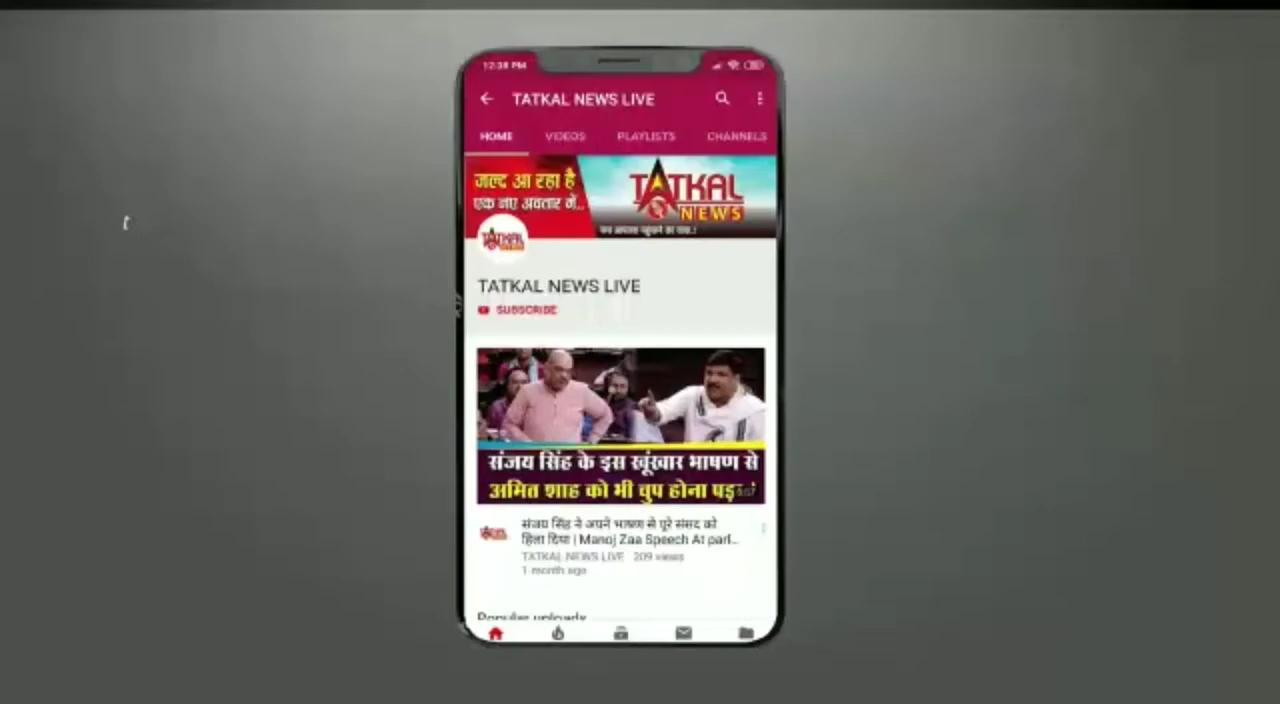 t
12:38 PM
TATKAL NEWS LIVE
HOME VIDEOS PLAYLISTS CHANNELS
जल्द आ रहा है
एक नए अवतार में..
TATKAL
NEWS
TATKAL
TATKAL NEWS LIVE
SUBSCRIBE
संजय सिंह के इस खूंखार भाषण से
अमित शाह को भी चुप होना पड़
संजय सिंह ने अपने भाषण से पूरे संसद को
हिला दिया | Manoj Zaa Speech At parl...
TATKAL NEWS LIVE 209 views
1 month ago
Popular uploads